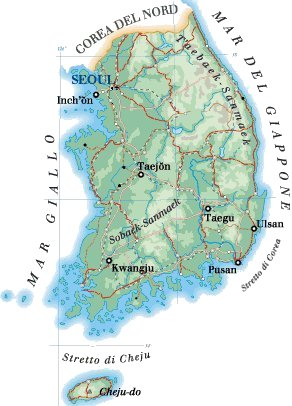 COREA DEL NORD
MAR DEL GIAPPONE
Taebaek-Sanmaek
SEOUL
Inch'ŏn
MAR GIALLO
Taejŏn
Sobaek-Sanmaek
Taegu
Ulsan
Kwangju
Pusan
Stretto di Corea
Stretto di Cheju
Cheju-do